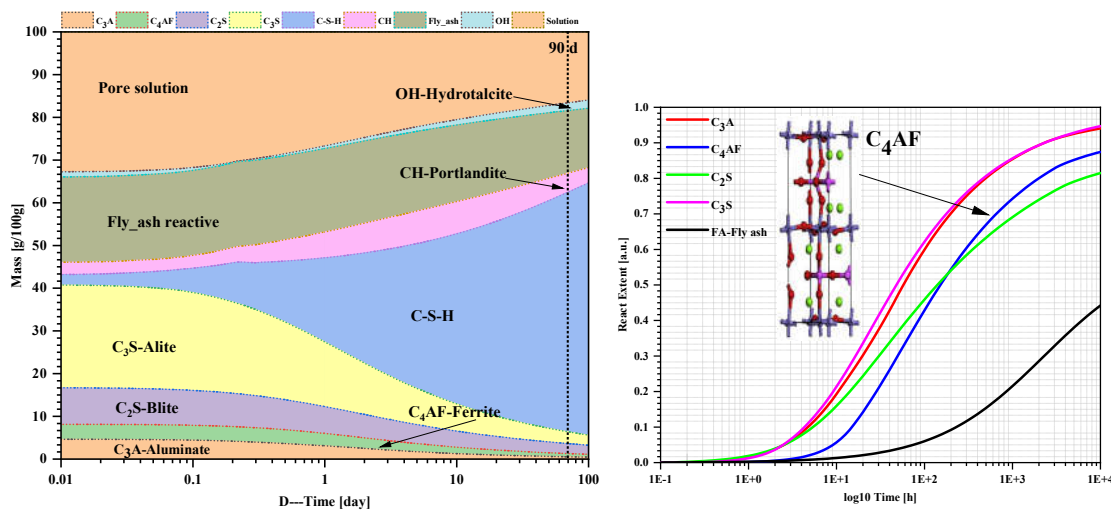 C₃A C₄AF C₂S C₃S C-S-H CH Fly_ash OH Solution
100
90
80
70
60
50
40
30
20
10
0
Mass [g/100g]
90 d
Pore solution
OH-Hydrotalcite
CH-Portlandite
Fly_ash reactive
C-S-H
C₃S-Alite
C₂S-Blite
C₄AF-Ferrite
C₃A-Aluminate
0.01 0.1 1 10 100
D---Time [day]
1.0
0.9
0.8
0.7
0.6
0.5
0.4
0.3
0.2
0.1
0.0
React Extent [a.u.]
C₃A
C₄AF
C₂S
C₃S
FA-Fly ash
C₄AF
1E-1 1E+0 1E+1 1E+2 1E+3 1E+4
log10 Time [h]